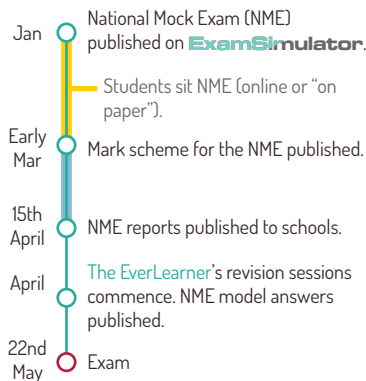 Jan
National Mock Exam (NME)
published on ExamSimulator.
Students sit NME (online or “on
paper”).
Early
Mar
Mark scheme for the NME published.
15th
April
NME reports published to schools.
April
The EverLearner’s revision sessions
commence. NME model answers
published.
22nd
May
Exam